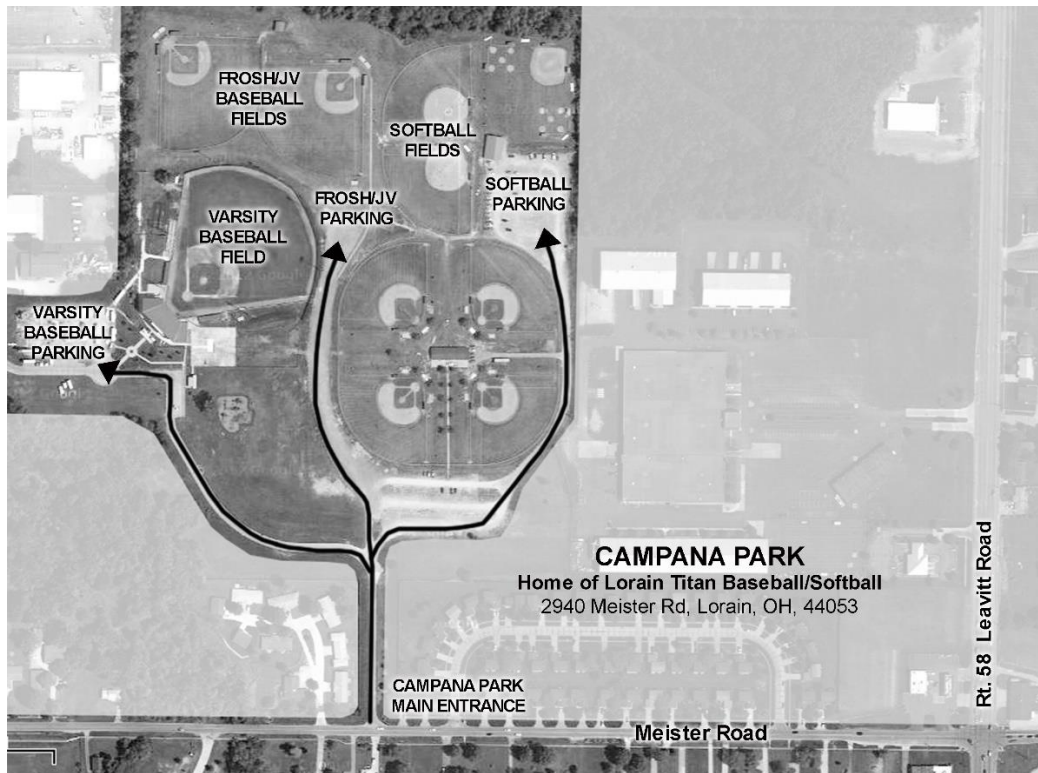 FROSH/JV
BASEBALL
FIELDS
SOFTBALL
FIELDS
SOFTBALL
PARKING
FROSH/JV
PARKING
VARSITY
BASEBALL
FIELD
VARSITY
BASEBALL
PARKING
CAMPANA PARK
Home of Lorain Titan Baseball/Softball
2940 Meister Rd, Lorain, OH, 44053
Rt. 58 Leavitt Road
CAMPANA PARK
MAIN ENTRANCE
Meister Road